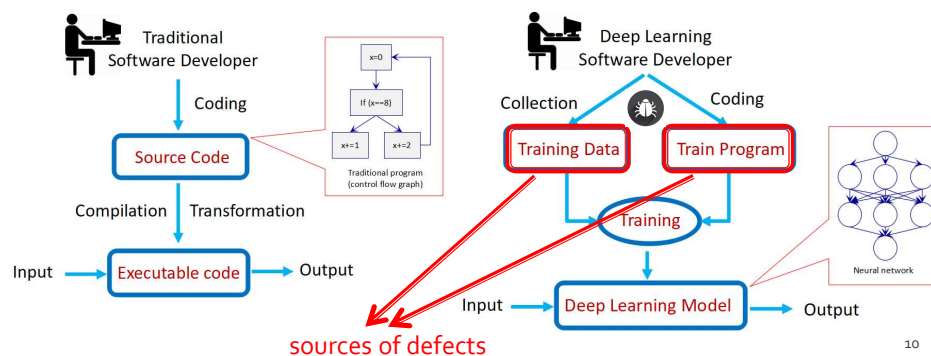 Traditional
Software Developer
Coding
Source Code
Compilation
Transformation
Input
Executable code
Output
x=0
If (x==8)
x+=1
x+=2
Traditional program
(control flow graph)
Deep Learning
Software Developer
Collection
Coding
Training Data
Train Program
Training
Input
Deep Learning Model
Output
Neural network
sources of defects
10